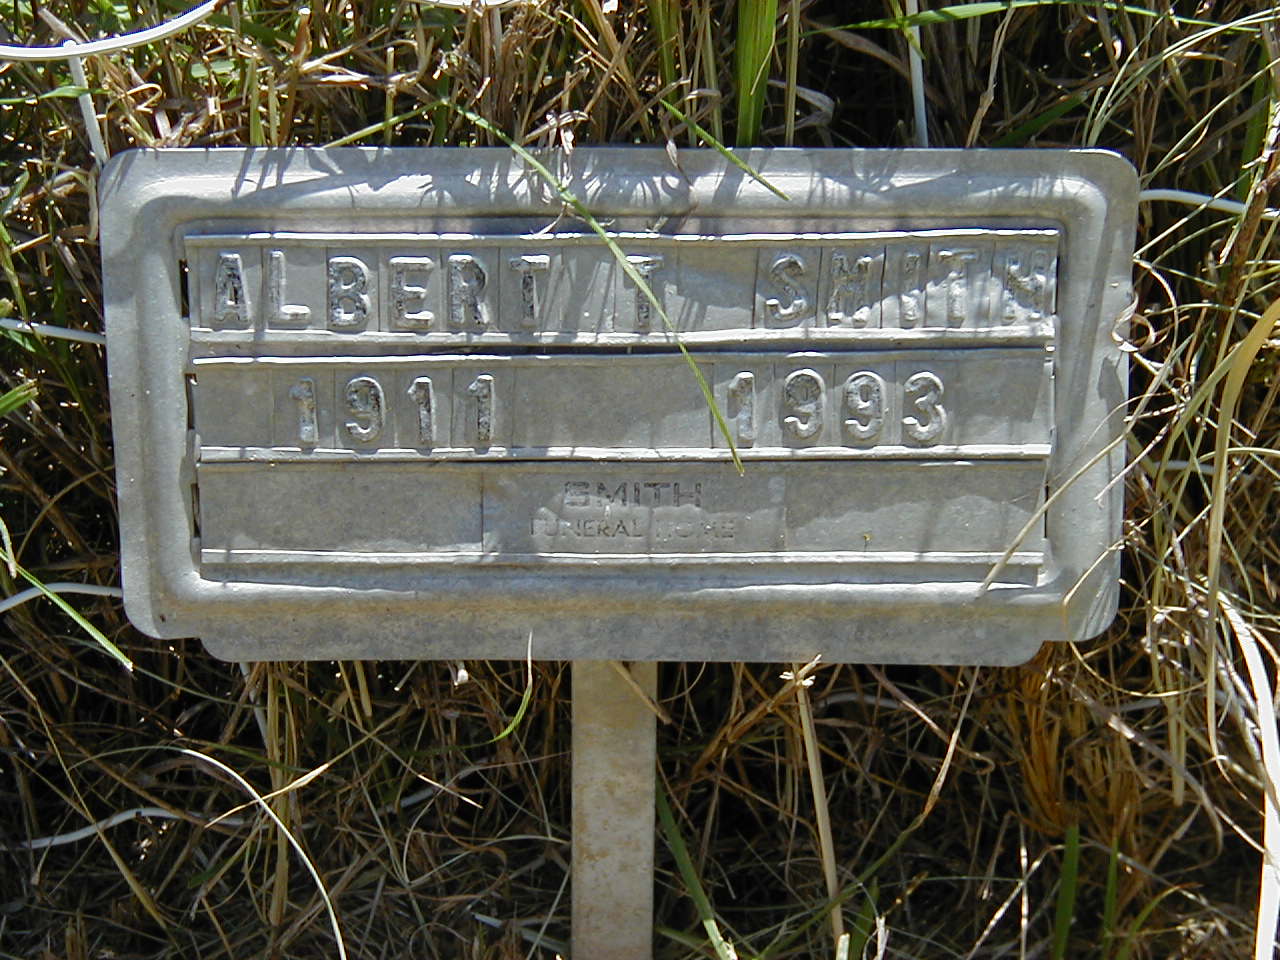 ALBERT T SMITH
1911 1993
SMITH
FUNERAL HOME